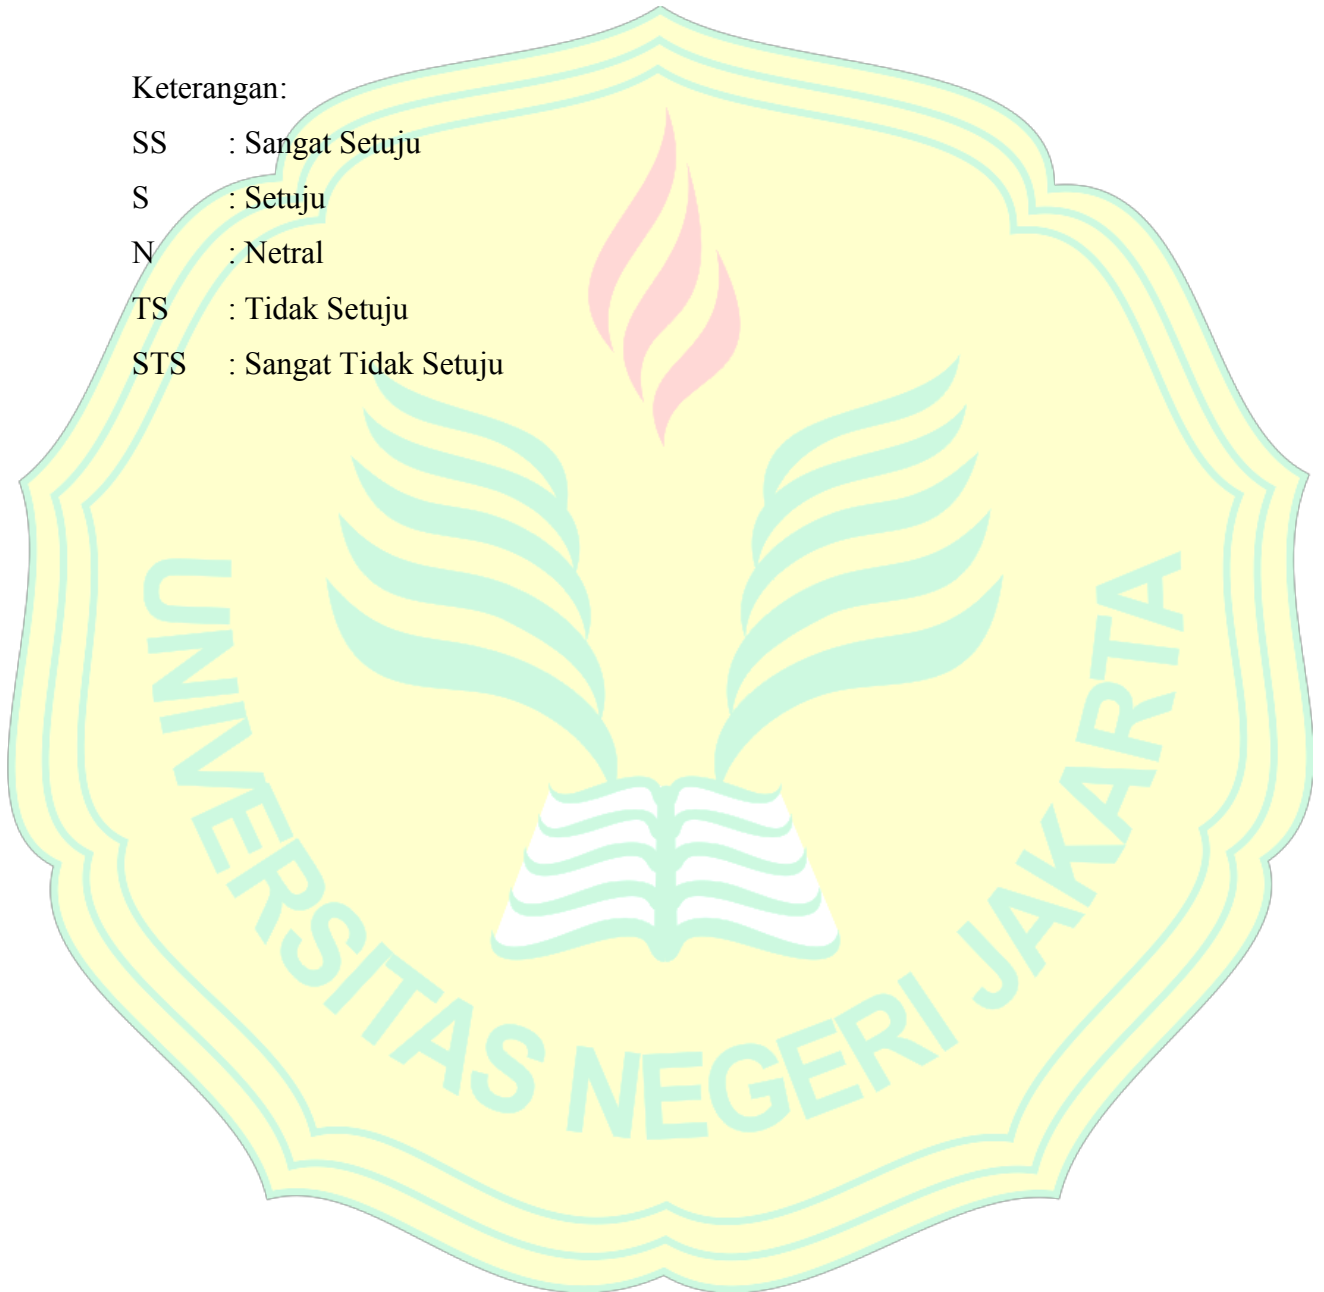 Keterangan:
SS : Sangat Setuju
S : Setuju
N : Netral
TS : Tidak Setuju
STS : Sangat Tidak Setuju
UNIVERSITAS NEGERI JAKARTA